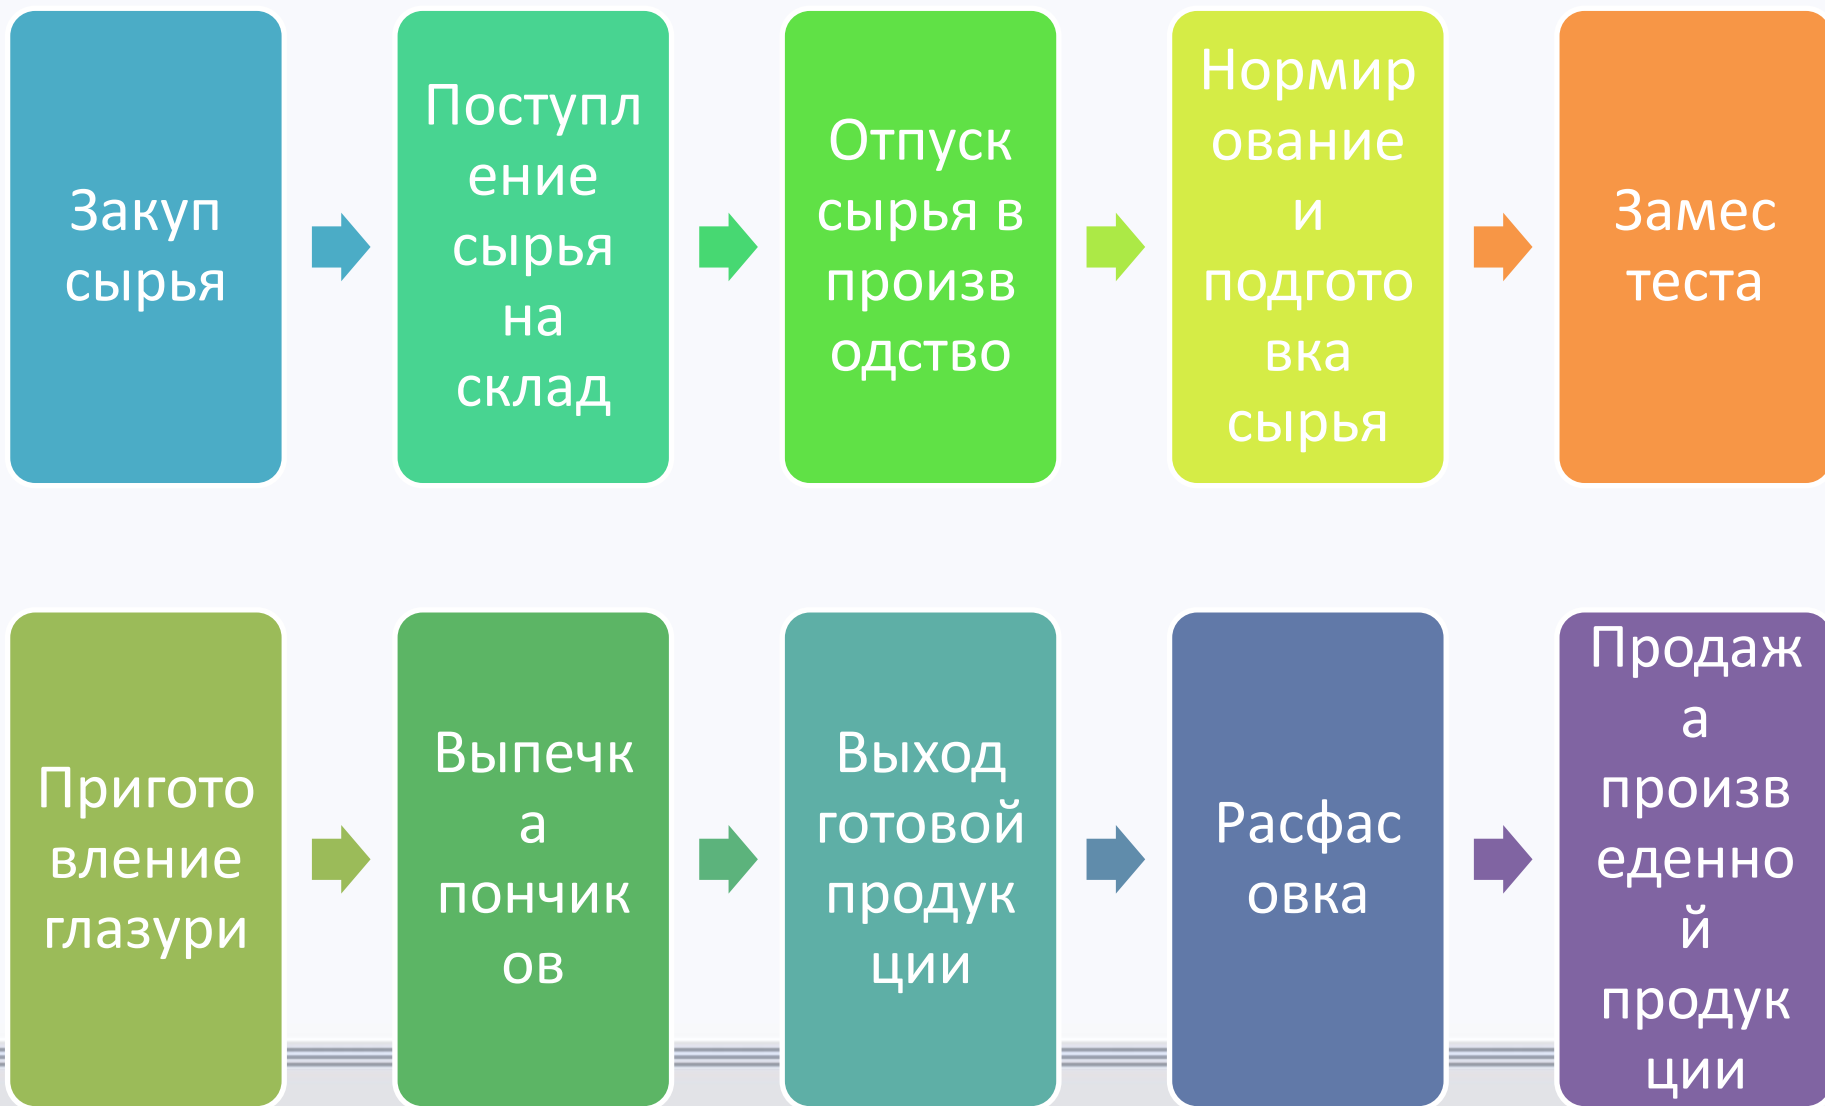 Закуп
сырья
Поступл
ение
сырья
на
склад
Отпуск
сырья в
произв
одство
Нормир
ование
и
подгото
вка
сырья
Замес
теста
Пригото
вление
глазури
Выпечк
а
пончик
ов
Выход
готовой
продук
ции
Расфас
овка
Продаж
а
произв
еденно
й
продук
ции